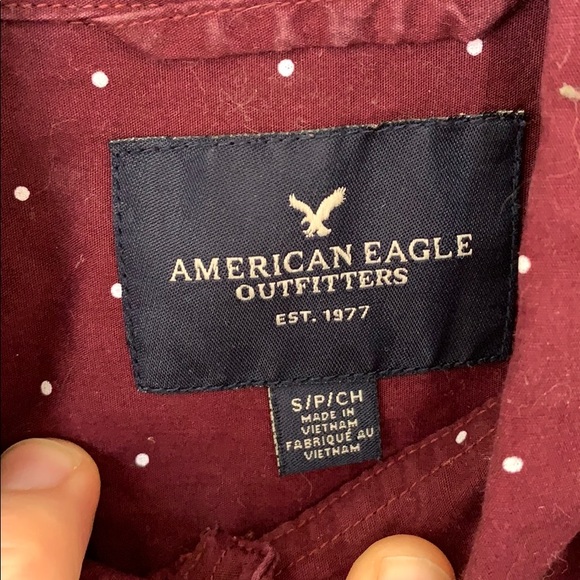 AMERICAN EAGLE
OUTFITTERS
EST. 1977
S/P/CH
MADE IN
VIETNAM
FABRIQUÉ AU
VIETNAM